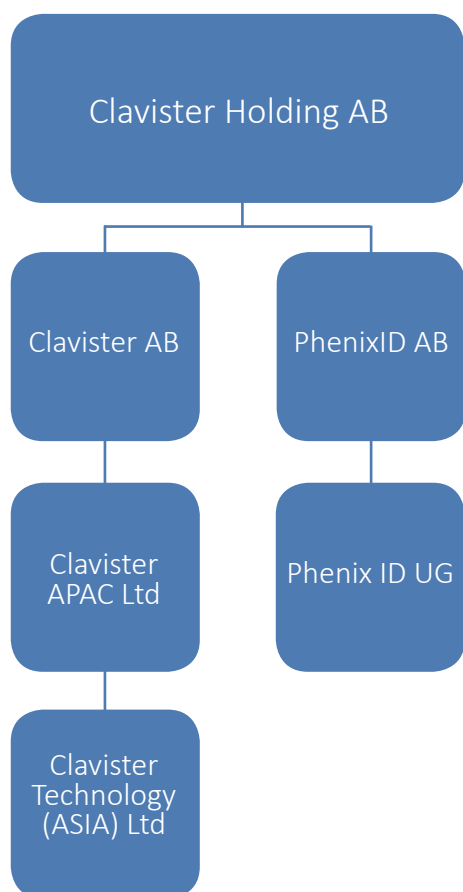 Clavister Holding AB
Clavister AB
PhenixID AB
Clavister
APAC Ltd
Phenix ID UG
Clavister
Technology
(ASIA) Ltd